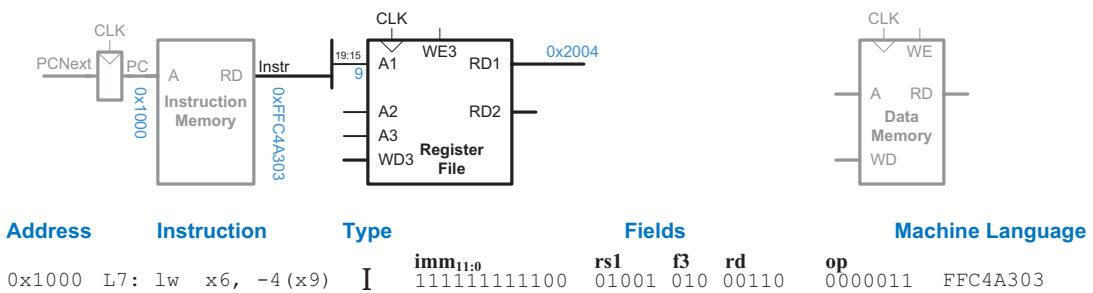 CLK
CLK
CLK
PCNext
PC
A
RD
Instruction
Memory
0x1000
Instr
0xFFC4A303
19:15
9
A1
WE3
RD1
0x2004
A2
RD2
A3
WD3
Register
File
WE
A
RD
Data
Memory
WD
Address Instruction Type Fields Machine Language
imm11:0 rs1 f3 rd op
0x1000 L7: lw x6, -4(x9) I 111111111100 01001 010 00110 0000011 FFC4A303